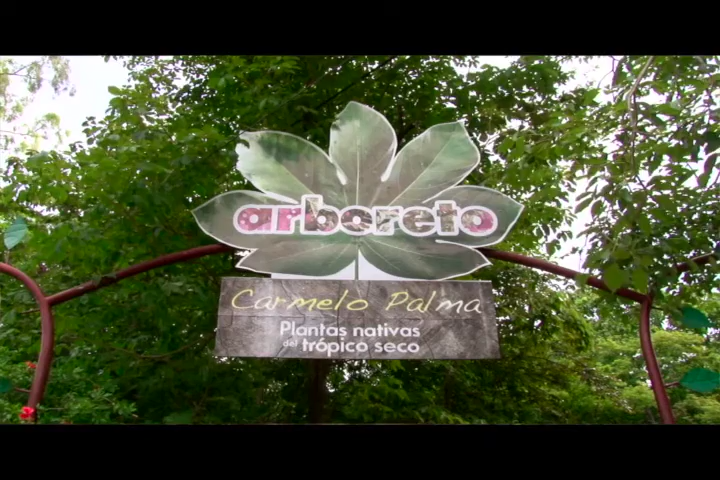 arboreto
Carmelo Palma
Plantas nativas
del trópico seco